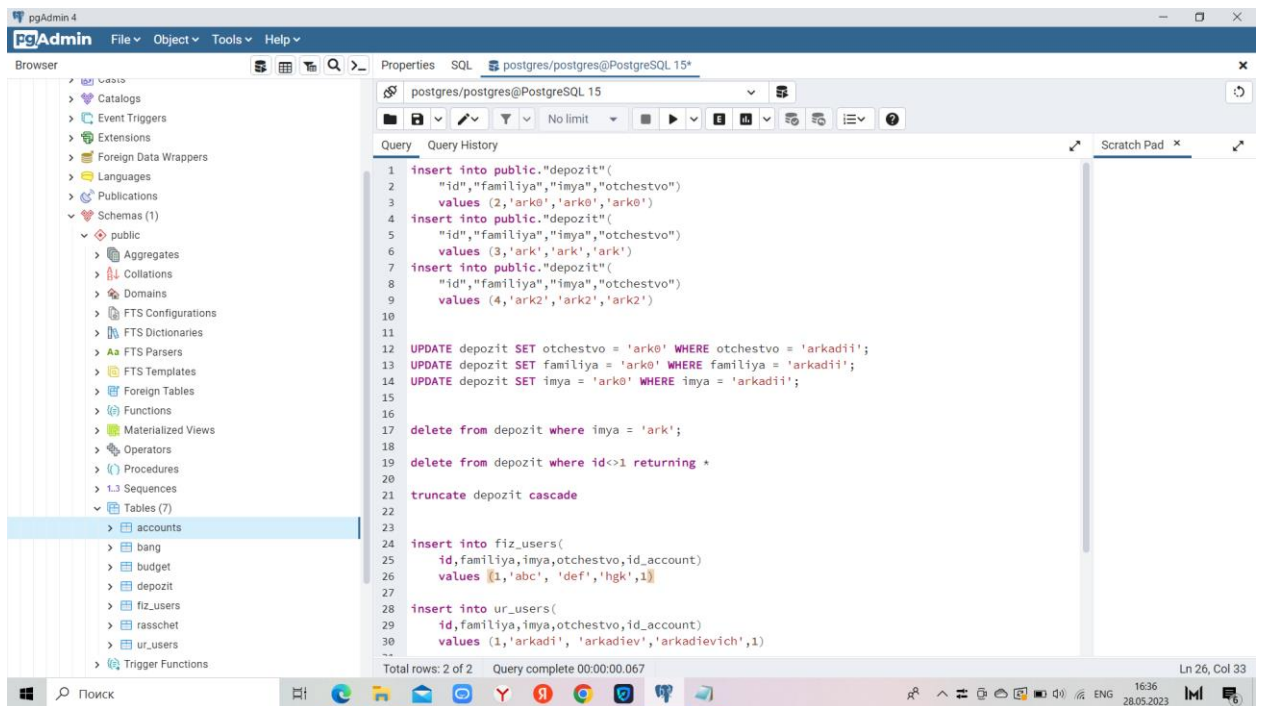 pgAdmin 4
pgAdmin File Object Tools Help
Browser
Properties SQL postgres/postgres@PostgreSQL 15*
Casts
Catalogs
Event Triggers
Extensions
Foreign Data Wrappers
Languages
Publications
Schemas (1)
public
Aggregates
Collations
Domains
FTS Configurations
FTS Dictionaries
Aa FTS Parsers
FTS Templates
Foreign Tables
Functions
Materialized Views
Operators
Procedures
1..3 Sequences
Tables (7)
accounts
bang
budget
depozit
fiz_users
rasschet
ur_users
Trigger Functions
postgres/postgres@PostgreSQL 15
No limit
Query Query History
Scratch Pad
1 insert into public."depozit"(
2 "id","familiya","imya","otchestvo")
3 values (2,'ark0','ark0','ark0')
4 insert into public."depozit"(
5 "id","familiya","imya","otchestvo")
6 values (3,'ark','ark','ark')
7 insert into public."depozit"(
8 "id","familiya","imya","otchestvo")
9 values (4,'ark2','ark2','ark2')
10
11
12 UPDATE depozit SET otchestvo = 'ark0' WHERE otchestvo = 'arkadii';
13 UPDATE depozit SET familiya = 'ark0' WHERE familiya = 'arkadii';
14 UPDATE depozit SET imya = 'ark0' WHERE imya = 'arkadii';
15
16
17 delete from depozit where imya = 'ark';
18
19 delete from depozit where id<>1 returning *
20
21 truncate depozit cascade
22
23
24 insert into fiz_users(
25 id,familiya,imya,otchestvo,id_account)
26 values (1,'abc', 'def','hgk',1)
27
28 insert into ur_users(
29 id,familiya,imya,otchestvo,id_account)
30 values (1,'arkadi', 'arkadiev','arkadievich',1)
Total rows: 2 of 2 Query complete 00:00:00.067
Ln 26, Col 33
Поиск
ENG
16:36
28.05.2023
6